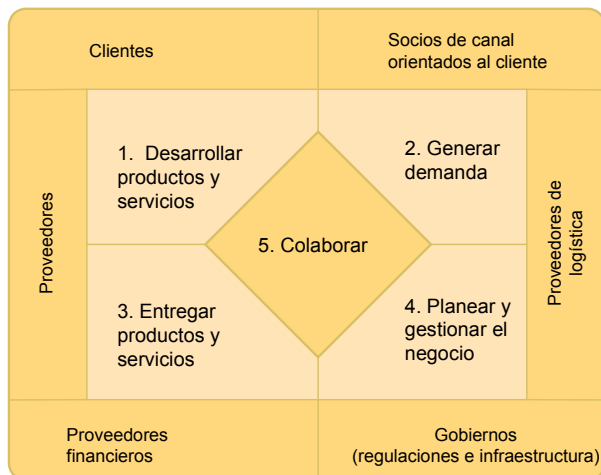 Clientes
Socios de canal
orientados al cliente
Proveedores
1. Desarrollar
productos y
servicios
2. Generar
demanda
5. Colaborar
3. Entregar
productos y
servicios
4. Planear y
gestionar el
negocio
Proveedores de
logística
Proveedores
financieros
Gobiernos
(regulaciones e infraestructura)